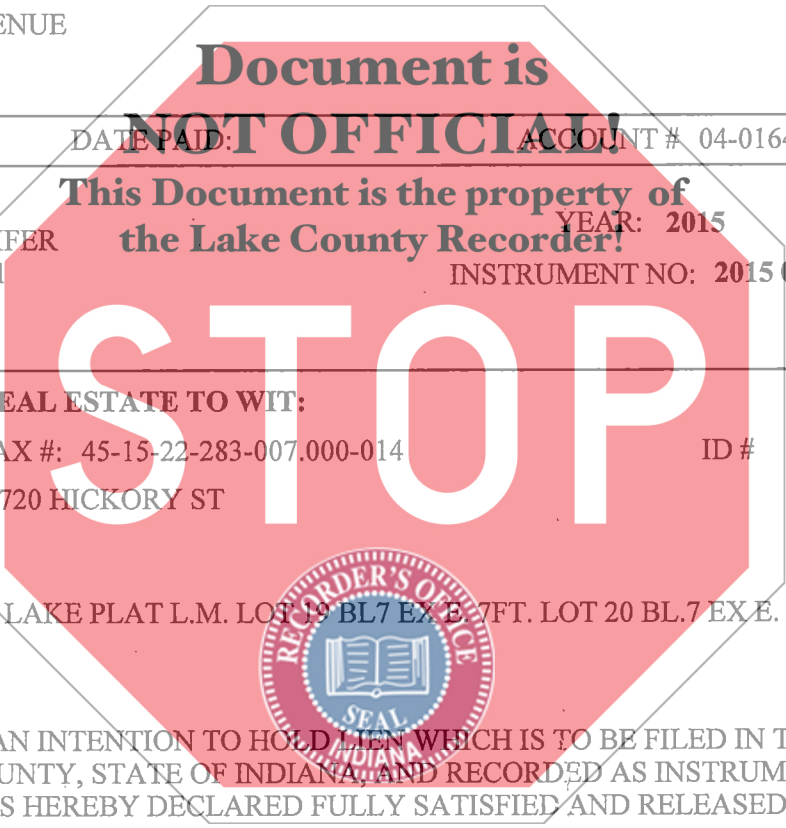 ENUE
Document is
NOT OFFICIAL!
DATE PAID: ACCOUNT # 04-0164
This Document is the property of
YEAR: 2015
IFER the Lake County Recorder!
INSTRUMENT NO: 2015 0
STOP
EAL ESTATE TO WIT:
AX #: 45-15-22-283-007.000-014 ID #
720 HICKORY ST
RECORDER'S OFFICE
LAKE PLAT L.M. LOT 19 BL7 EX E. 7FT. LOT 20 BL.7 EX E.
SEAL
INDIANA
AN INTENTION TO HOLD LIEN WHICH IS TO BE FILED IN T
UNTY, STATE OF INDIANA, AND RECORDED AS INSTRUM
S HEREBY DECLARED FULLY SATISFIED AND RELEASED